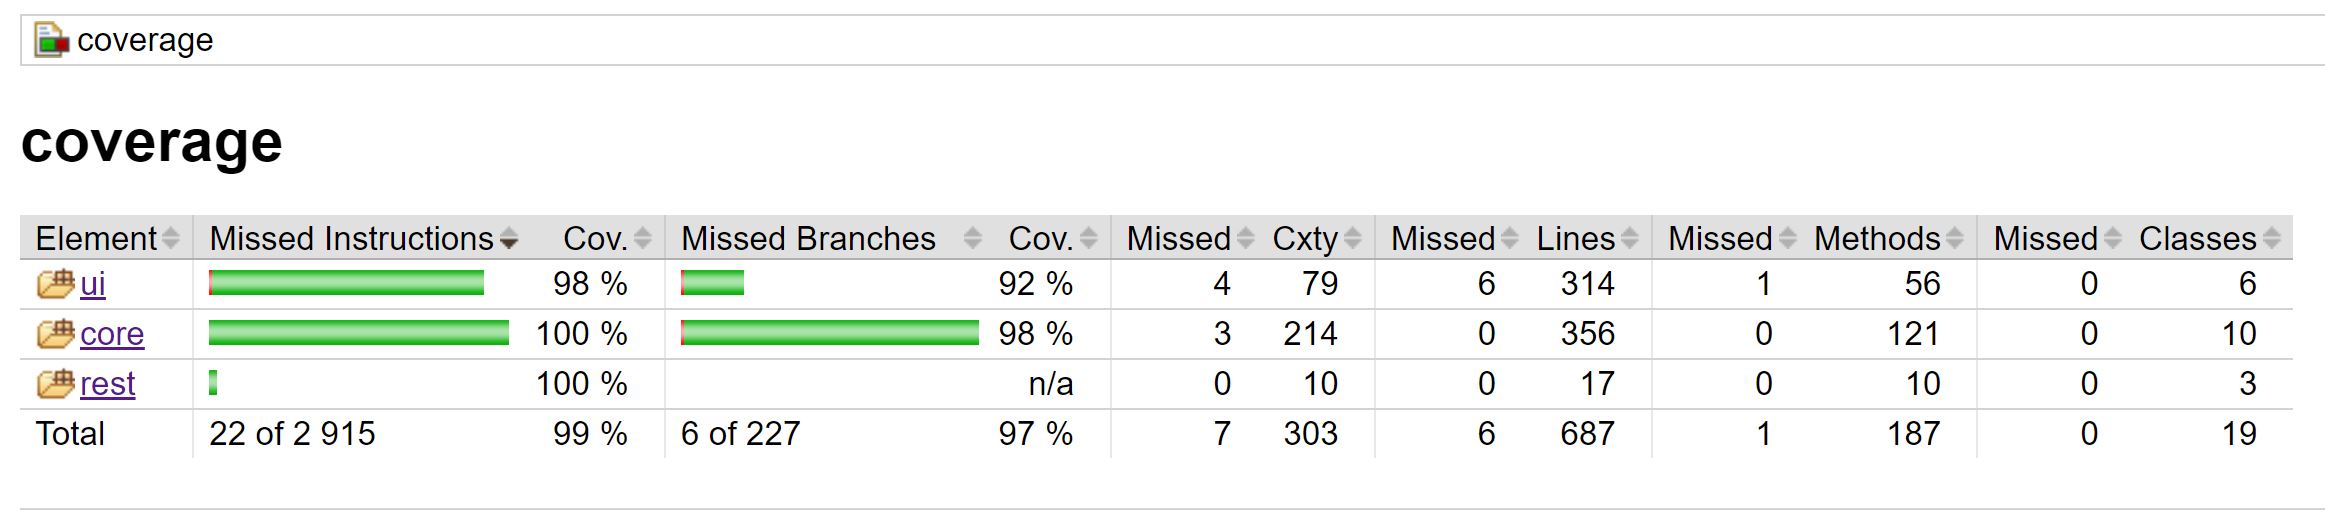 coverage
coverage
Element Missed Instructions Cov. Missed Branches Cov. Missed Cxty Missed Lines Missed Methods Missed Classes
ui 98 % 92 % 4 79 6 314 1 56 0 6
core 100 % 98 % 3 214 0 356 0 121 0 10
rest 100 % n/a 0 10 0 17 0 10 0 3
Total 22 of 2 915 99 % 6 of 227 97 % 7 303 6 687 1 187 0 19